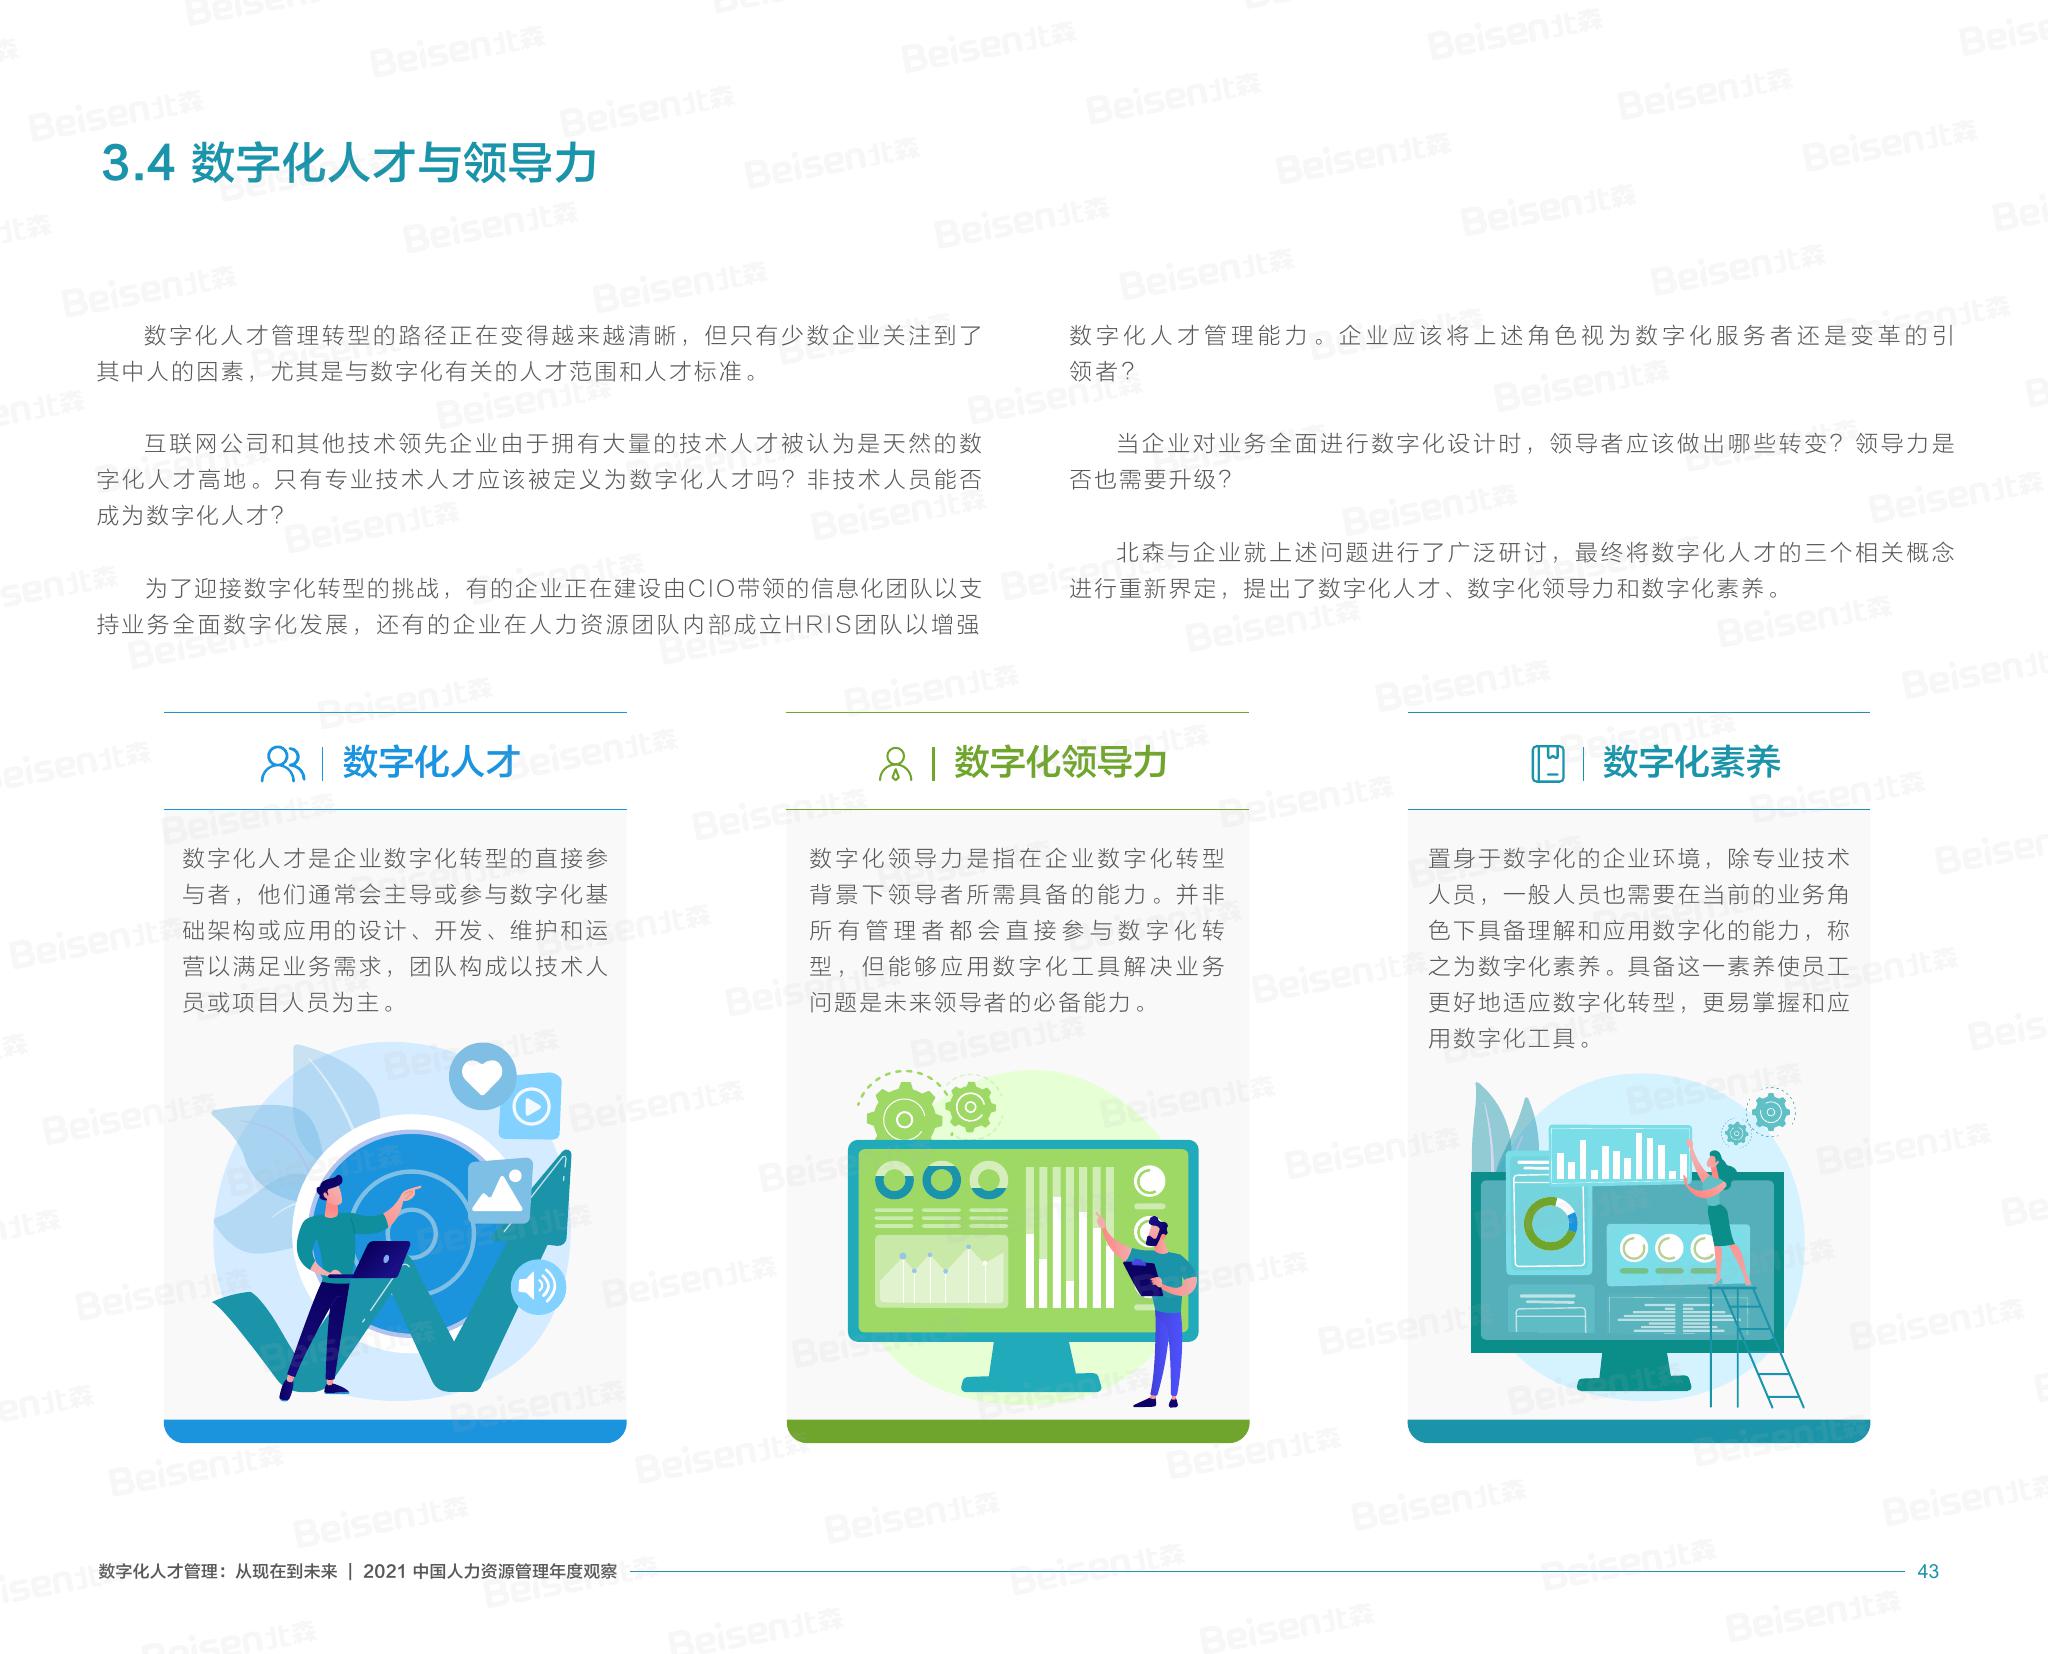 3.4 数字化人才与领导力
数字化人才管理转型的路径正在变得越来越清晰，但只有少数企业关注到了
其中人的因素，尤其是与数字化有关的人才范围和人才标准。
互联网公司和其他技术领先企业由于拥有大量的技术人才被认为是天然的数
字化人才高地。只有专业技术人才应该被定义为数字化人才吗？非技术人员能否
成为数字化人才？
为了迎接数字化转型的挑战，有的企业正在建设由CIO带领的信息化团队以支
持业务全面数字化发展，还有的企业在人力资源团队内部成立HRIS团队以增强
数字化人才管理能力。企业应该将上述角色视为数字化服务者还是变革的引
领者？
当企业对业务全面进行数字化设计时，领导者应该做出哪些转变？领导力是
否也需要升级？
北森与企业就上述问题进行了广泛研讨，最终将数字化人才的三个相关概念
进行重新界定，提出了数字化人才、数字化领导力和数字化素养。
数字化人才
数字化人才是企业数字化转型的直接参
与者，他们通常会主导或参与数字化基
础架构或应用的设计、开发、维护和运
营以满足业务需求，团队构成以技术人
员或项目人员为主。
数字化领导力
数字化领导力是指在企业数字化转型
背景下领导者所需具备的能力。并非
所有管理者都会直接参与数字化转
型，但能够应用数字化工具解决业务
问题是未来领导者的必备能力。
数字化素养
置身于数字化的企业环境，除专业技术
人员，一般人员也需要在当前的业务角
色下具备理解和应用数字化的能力，称
之为数字化素养。具备这一素养使员工
更好地适应数字化转型，更易掌握和应
用数字化工具。
数字化人才管理：从现在到未来 | 2021 中国人力资源管理年度观察
43
Beisen北森